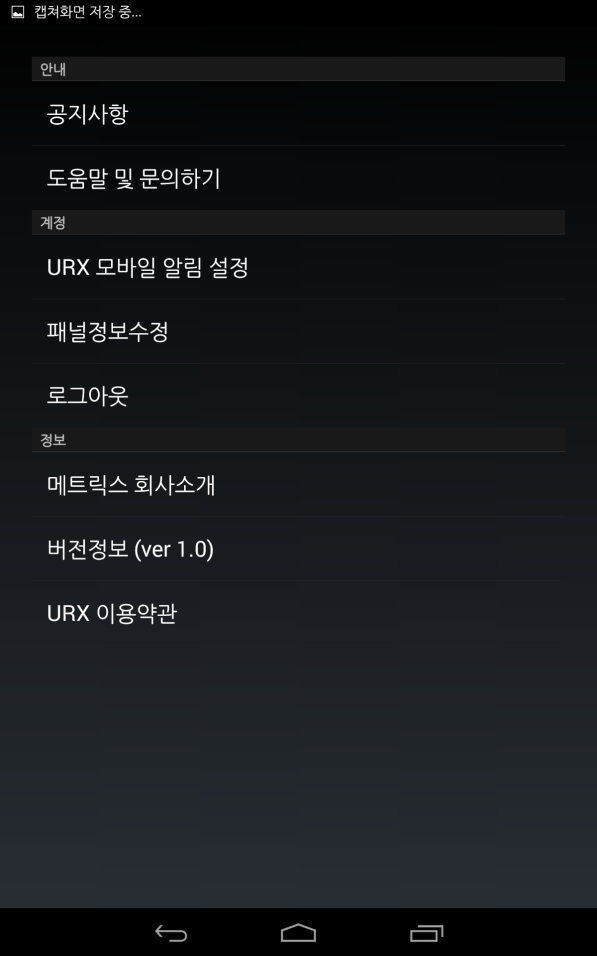 캡쳐화면 저장 중...
안내
공지사항
도움말 및 문의하기
계정
URX 모바일 알림 설정
패널정보수정
로그아웃
정보
메트릭스 회사소개
버전정보 (ver 1.0)
URX 이용약관